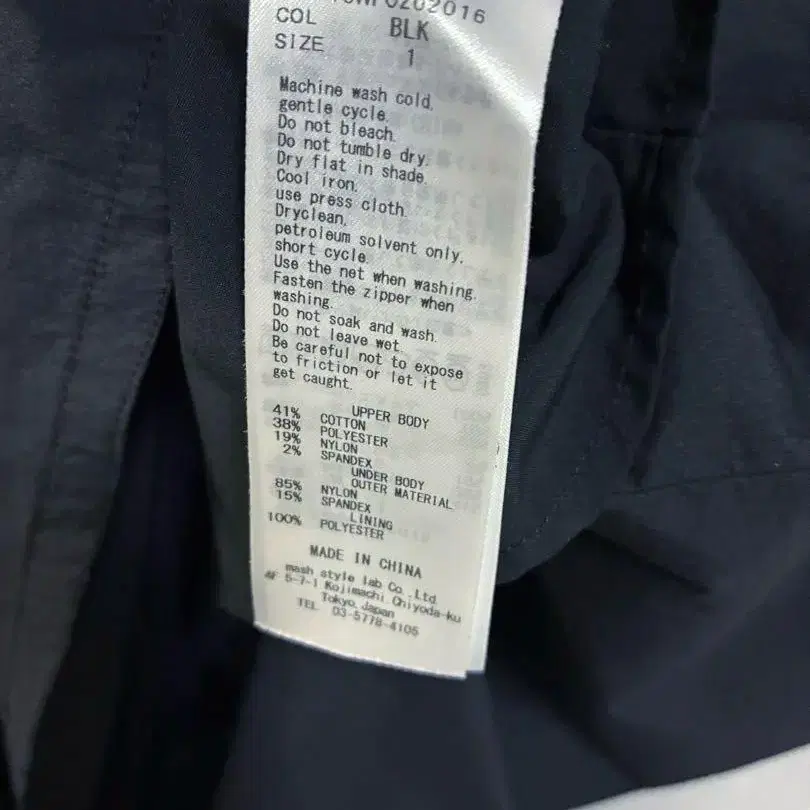 COL BLK
SIZE 1
Machine wash cold.
gentle cycle.
Do not bleach.
Do not tumble dry.
Dry flat in shade.
Cool iron.
use press cloth.
Dryclean.
petroleum solvent only.
short cycle.
Use the net when washing.
Fasten the zipper when
washing.
Do not soak and wash.
Do not leave wet.
Be careful not to expose
to friction or let it
get caught.
UPPER BODY
41% COTTON
38% POLYESTER
19% NYLON
2% SPANDEX
UNDER BODY
OUTER MATERIAL
85% NYLON
15% SPANDEX
LINING
100% POLYESTER
MADE IN CHINA
mash style lab Co.,Ltd.
5-7-1 Kojimachi Chiyoda-ku
Tokyo Japan
TEL 03-5778-4105